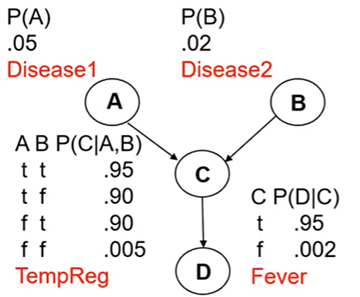 P(A)
.05
Disease1
P(B)
.02
Disease2
A
B
A B P(C|A,B)
t t .95
t f .90
f t .90
f f .005
TempReg
C
C P(D|C)
t .95
f .002
Fever
D